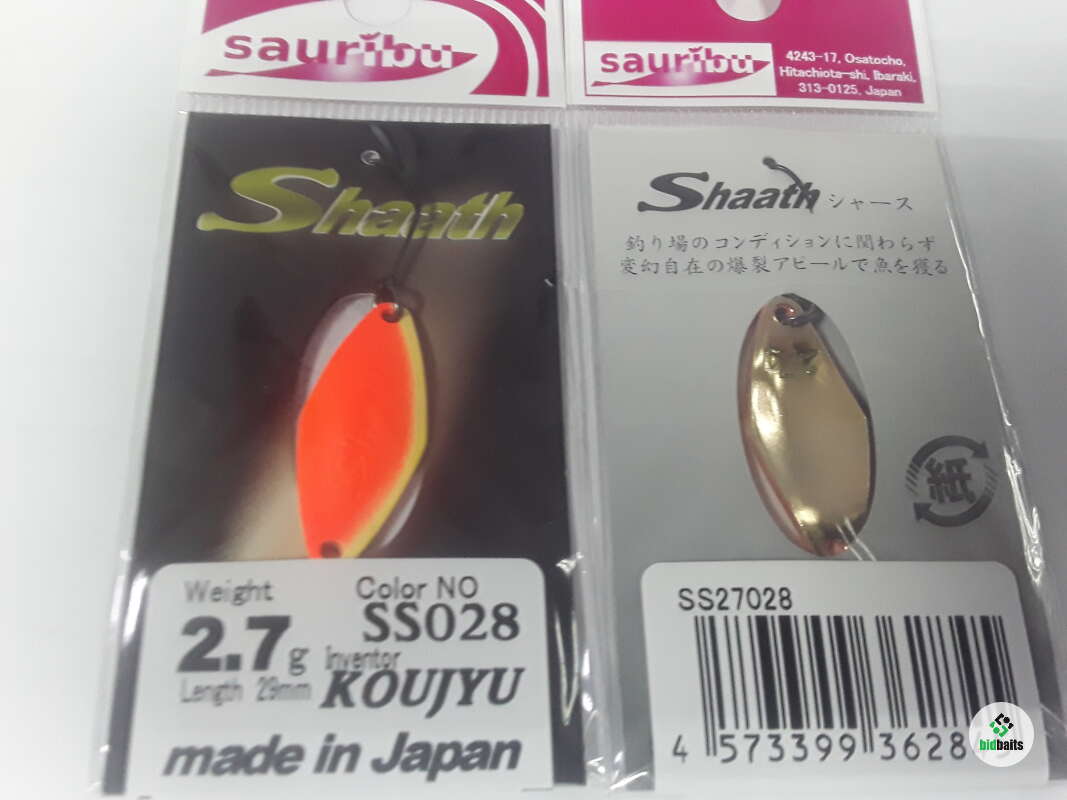 sauribu
Shaath
Weight
2.7g
Length 29mm
Color NO
SS028
Inventor
KOUJYU
made in Japan
sauribu
4243-17, Osatocho,
Hitachiota-shi, Ibaraki,
313-0125, Japan
Shaath シャース
釣り場のコンディションに関わらず
変幻自在の爆裂アピールで魚を獲る
紙
SS27028
4 573399 3628
bidbaits